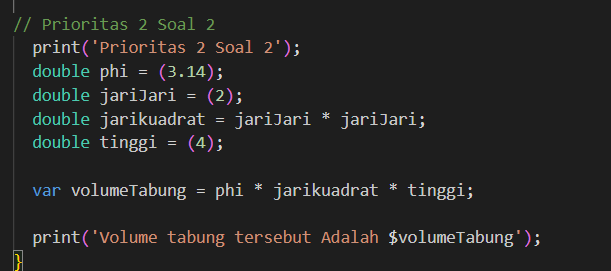 // Prioritas 2 Soal 2
print('Prioritas 2 Soal 2');
double phi = (3.14);
double jariJari = (2);
double jarikuadrat = jariJari * jariJari;
double tinggi = (4);
var volumeTabung = phi * jarikuadrat * tinggi;
print('Volume tabung tersebut Adalah $volumeTabung');
}